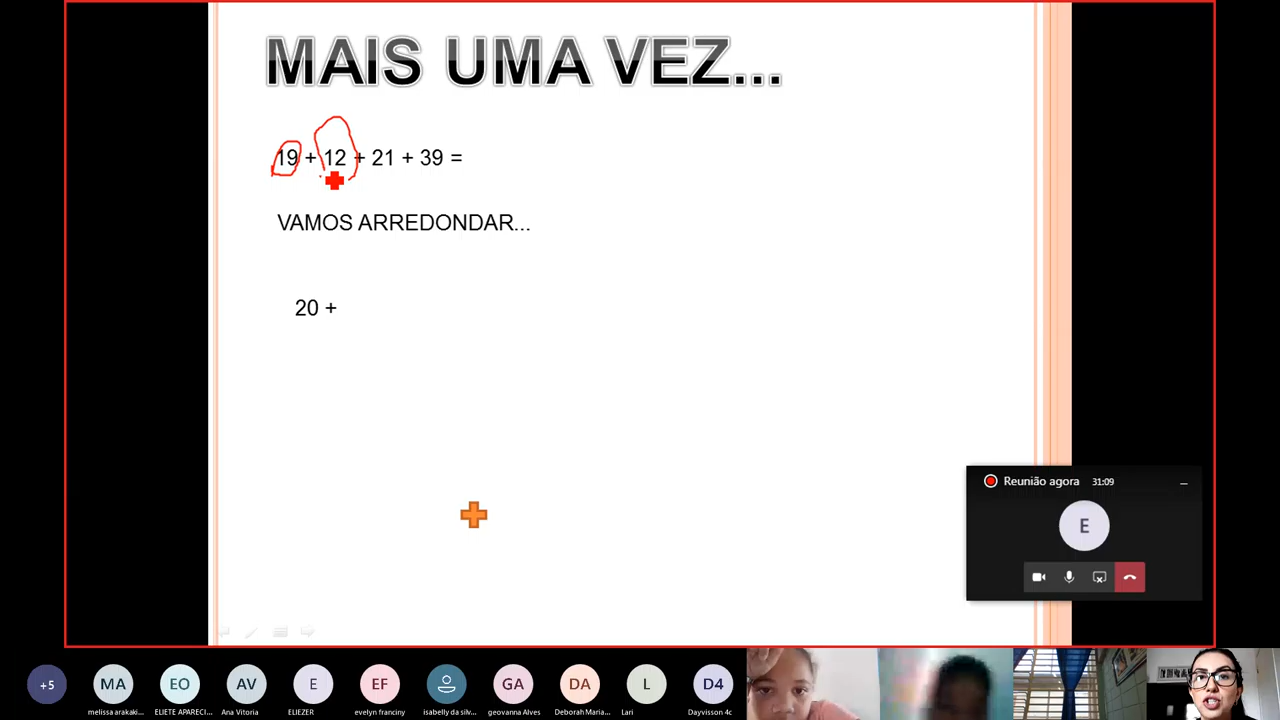 MAIS UMA VEZ...
19 + 12 + 21 + 39 =
VAMOS ARREDONDAR...
20 +
Reunião agora 31:09
E
+5 MA EO AV E EF GA DA L D4
melissa arakaki... ELIETE APARECI... Ana Vitoria ELIEZER evelyn franciny isabelly da silv... geovanna Alves Deborah Maria... Lari Dayvisson 4c